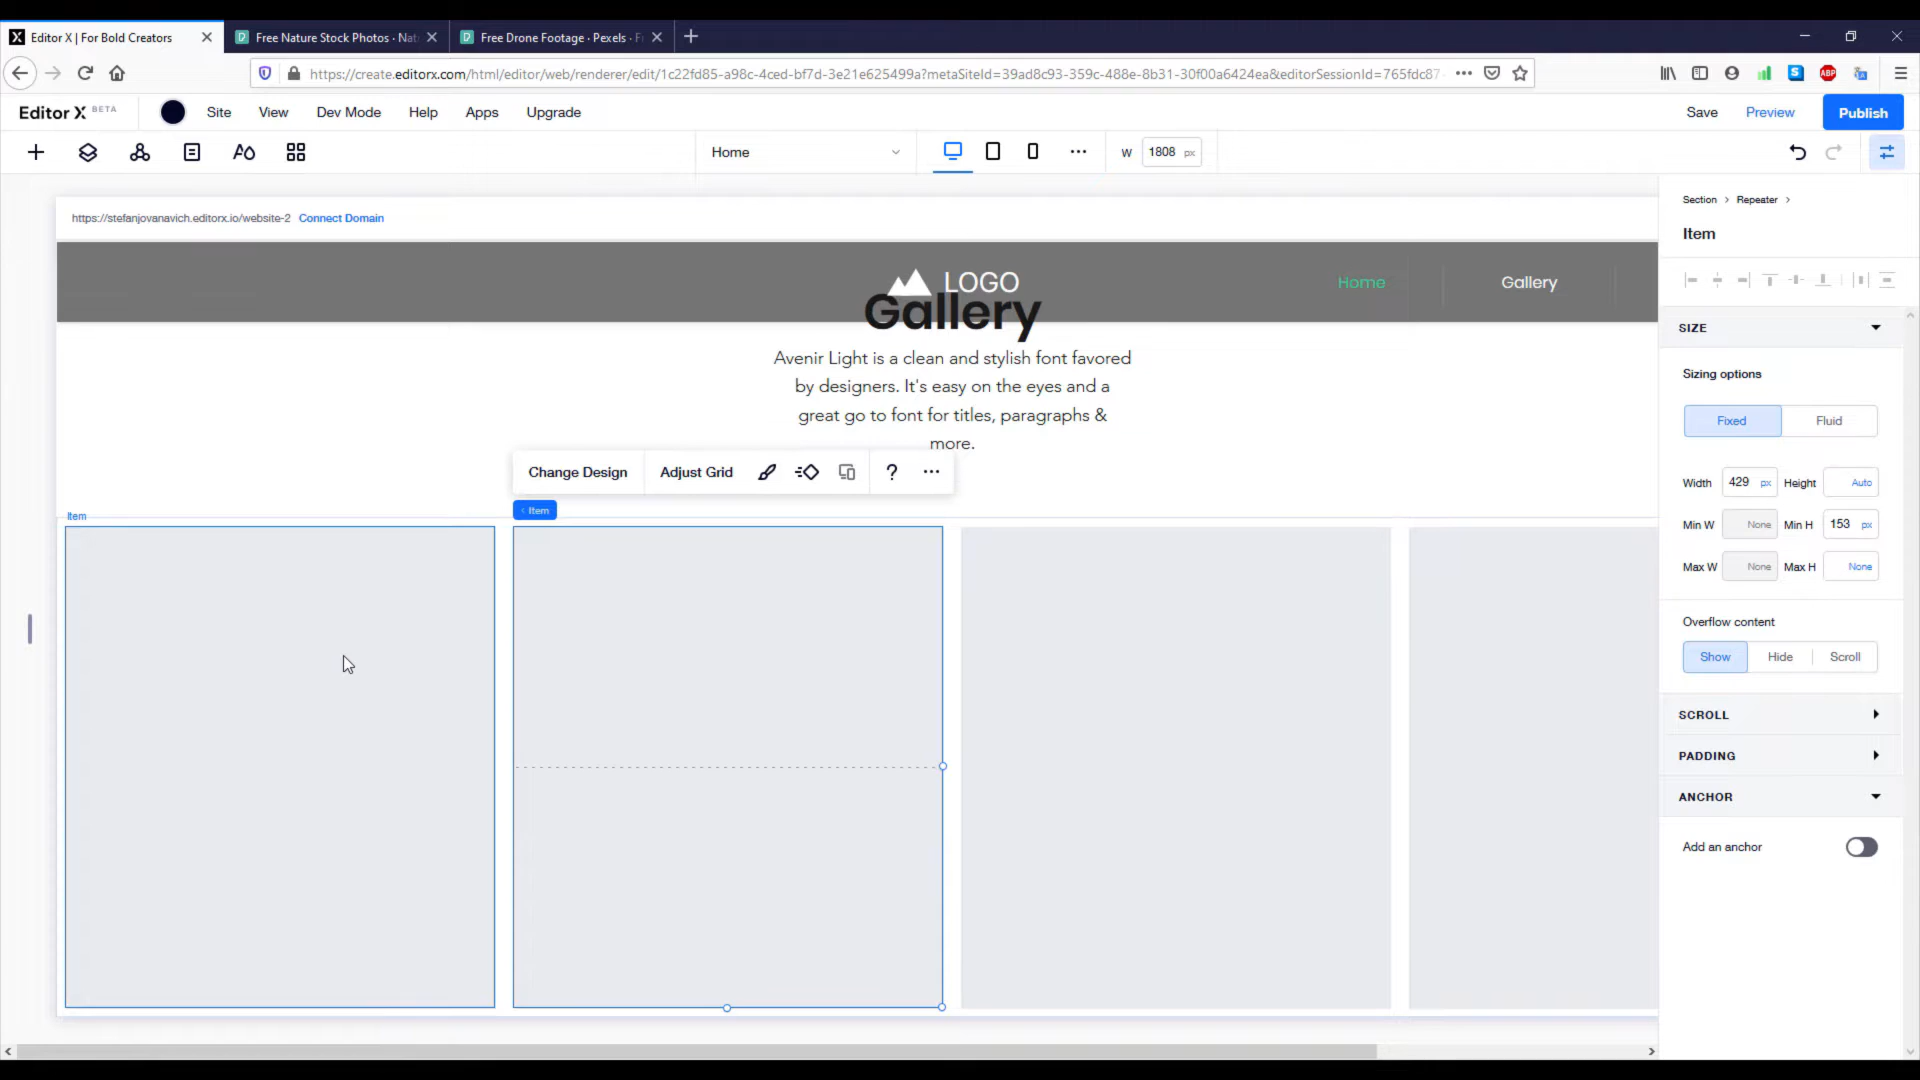 Editor X | For Bold Creators
Free Nature Stock Photos · Nat
Free Drone Footage · Pexels · F
https://create.editorx.com/html/editor/web/renderer/edit/1c22fd85-a98c-4ced-bf7d-3e21e625499a?metaSiteId=39ad8c93-359c-488e-8b31-30f00a6424ea&editorSessionId=765fdc87-
ABP
Editor X BETA
Site
View
Dev Mode
Help
Apps
Upgrade
Save
Preview
Publish
Home
W 1808 px
https://stefanjovanavich.editorx.io/website-2 Connect Domain
LOGO
Home
Gallery
Gallery
Avenir Light is a clean and stylish font favored
by designers. It's easy on the eyes and a
great go to font for titles, paragraphs &
more.
Change Design
Adjust Grid
?
Item
< Item
Section > Repeater >
Item
SIZE
Sizing options
Fixed
Fluid
Width 429 px Height Auto
Min W None Min H 153 px
Max W None Max H None
Overflow content
Show
Hide
Scroll
SCROLL
PADDING
ANCHOR
Add an anchor